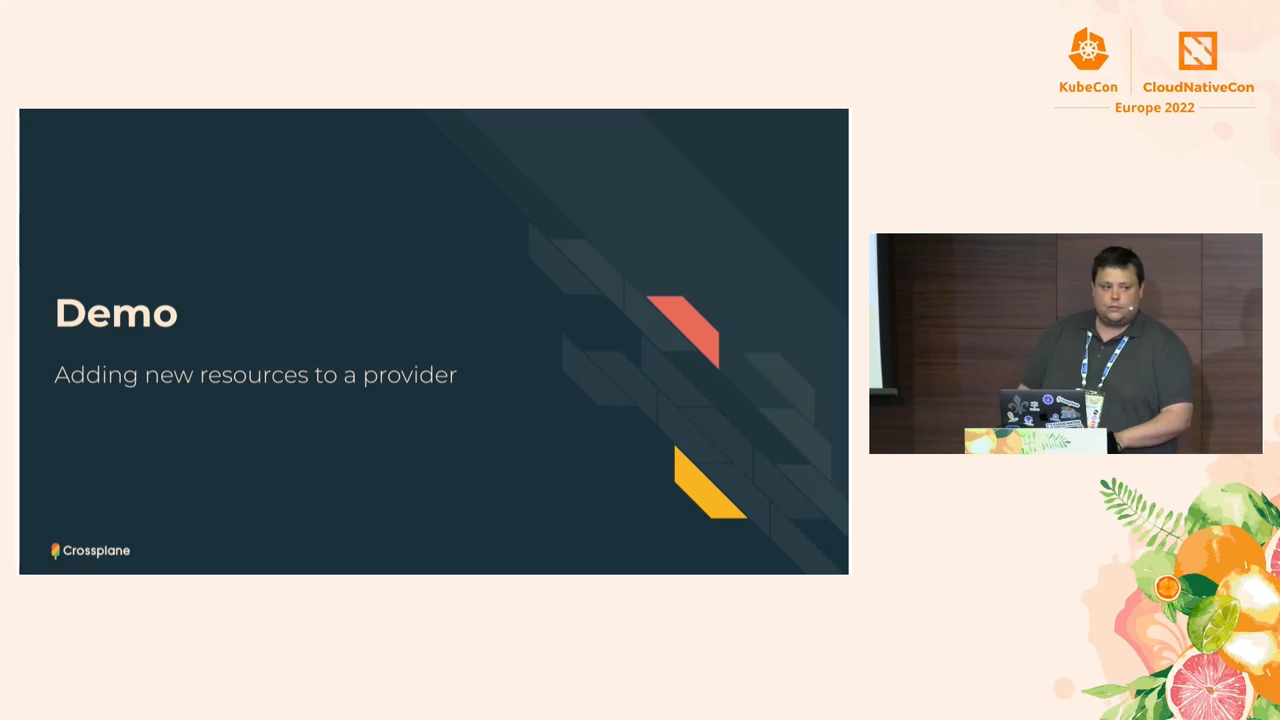 KubeCon
CloudNativeCon
Europe 2022
Demo
Adding new resources to a provider
Crossplane